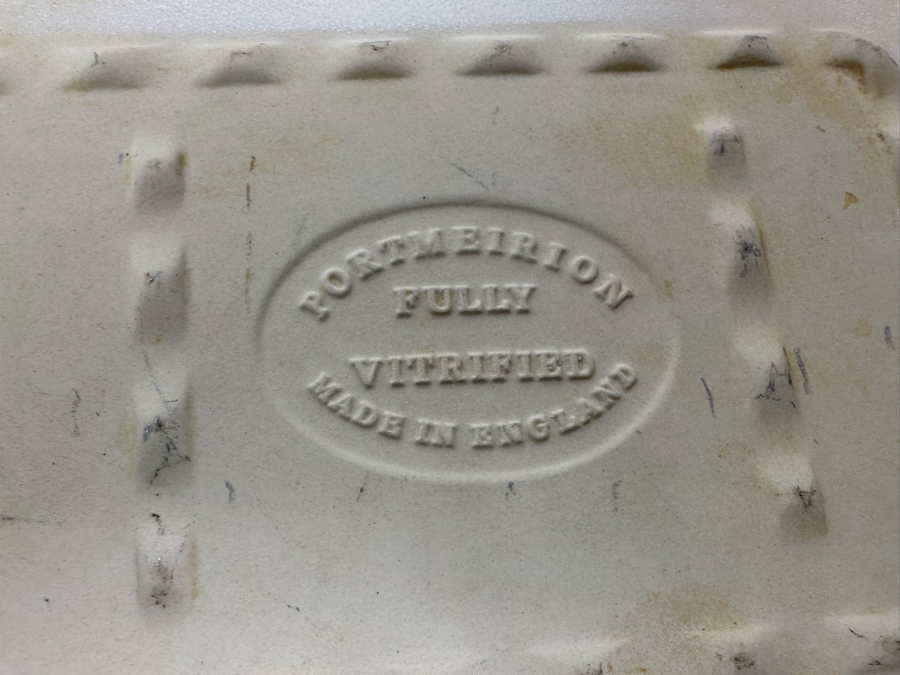 PORTMEIRION
FULLY
VITRIFIED
MADE IN ENGLAND